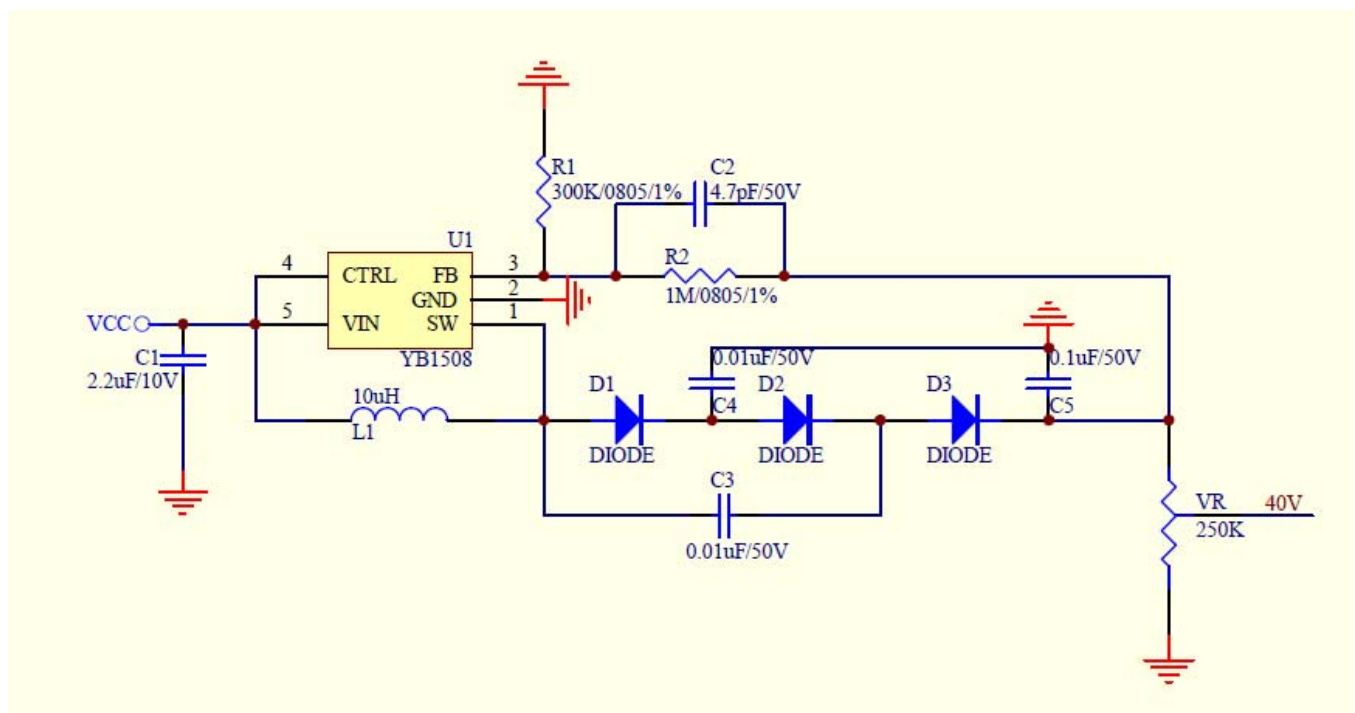 R1
300K/0805/1%
C2
4.7pF/50V
U1
4
CTRL
FB
3
R2
1M/0805/1%
GND
2
VCC
5
VIN
SW
1
YB1508
C1
2.2uF/10V
0.01uF/50V
0.1uF/50V
10uH
L1
D1
C4
D2
D3
C5
DIODE
DIODE
DIODE
C3
0.01uF/50V
VR
40V
250K